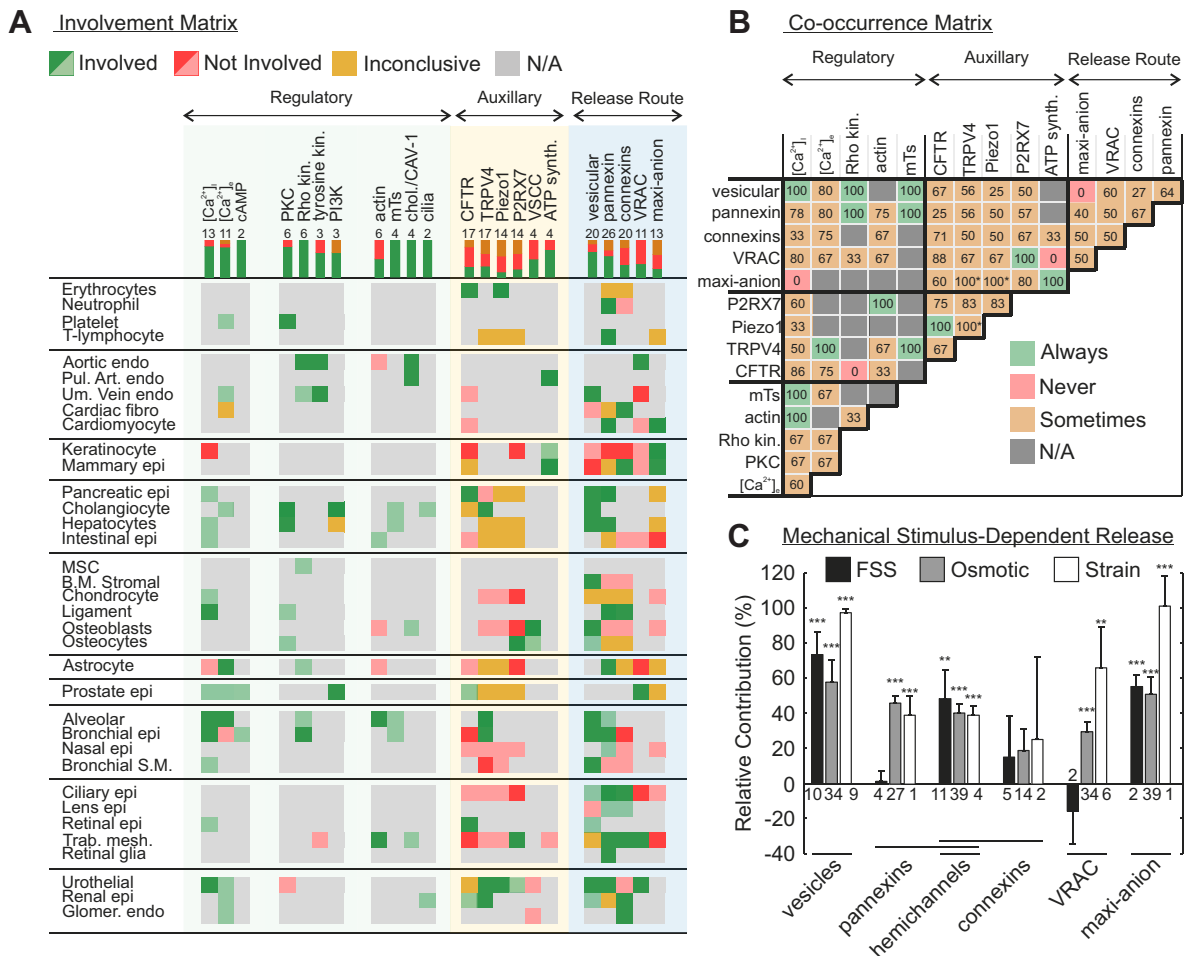 A Involvement Matrix
Involved Not Involved Inconclusive N/A
Regulatory Auxillary Release Route
[Ca²⁺]ᵢ [Ca²⁺]ₑ cAMP PKC Rho kin. tyrosine kin. PI3K actin mTs chol./CAV-1 cilia CFTR TRPV4 Piezo1 P2RX7 VSCC ATP synth. vesicular pannexin connexins VRAC maxi-anion
13 11 2 6 6 3 3 6 4 4 2 17 17 14 14 4 4 20 26 20 11 13
Erythrocytes
Neutrophil
Platelet
T-lymphocyte
Aortic endo
Pul. Art. endo
Um. Vein endo
Cardiac fibro
Cardiomyocyte
Keratinocyte
Mammary epi
Pancreatic epi
Cholangiocyte
Hepatocytes
Intestinal epi
MSC
B.M. Stromal
Chondrocyte
Ligament
Osteoblasts
Osteocytes
Astrocyte
Prostate epi
Alveolar
Bronchial epi
Nasal epi
Bronchial S.M.
Ciliary epi
Lens epi
Retinal epi
Trab. mesh.
Retinal glia
Urothelial
Renal epi
Glomer. endo
B Co-occurrence Matrix
Regulatory Auxillary Release Route
[Ca²⁺]ᵢ [Ca²⁺]ₑ Rho kin. actin mTs CFTR TRPV4 Piezo1 P2RX7 ATP synth. maxi-anion VRAC connexins pannexin
vesicular 100 80 100 100 67 56 25 50 0 60 27 64
pannexin 78 80 100 75 100 25 56 50 57 40 50 67
connexins 33 75 67 71 50 50 67 33 50 50
VRAC 80 67 33 67 88 67 67 100 0 50
maxi-anion 0 60 100* 100* 80 100
P2RX7 60 100 75 83 83
Piezo1 33 100 100*
TRPV4 50 100 67 100 67
CFTR 86 75 0 33
mTs 100 67
actin 100 33
Rho kin. 67 67
PKC 67 67
[Ca²⁺]ₑ 60
Always
Never
Sometimes
N/A
C Mechanical Stimulus-Dependent Release
FSS Osmotic Strain
Relative Contribution (%)
120
100
80
60
40
20
0
-20
-40
*** *** *** *** *** ** *** *** *** ** *** *** ***
10 34 9 4 27 1 11 39 4 5 14 2 2 34 6 2 39 1
vesicles pannexins hemichannels connexins VRAC maxi-anion